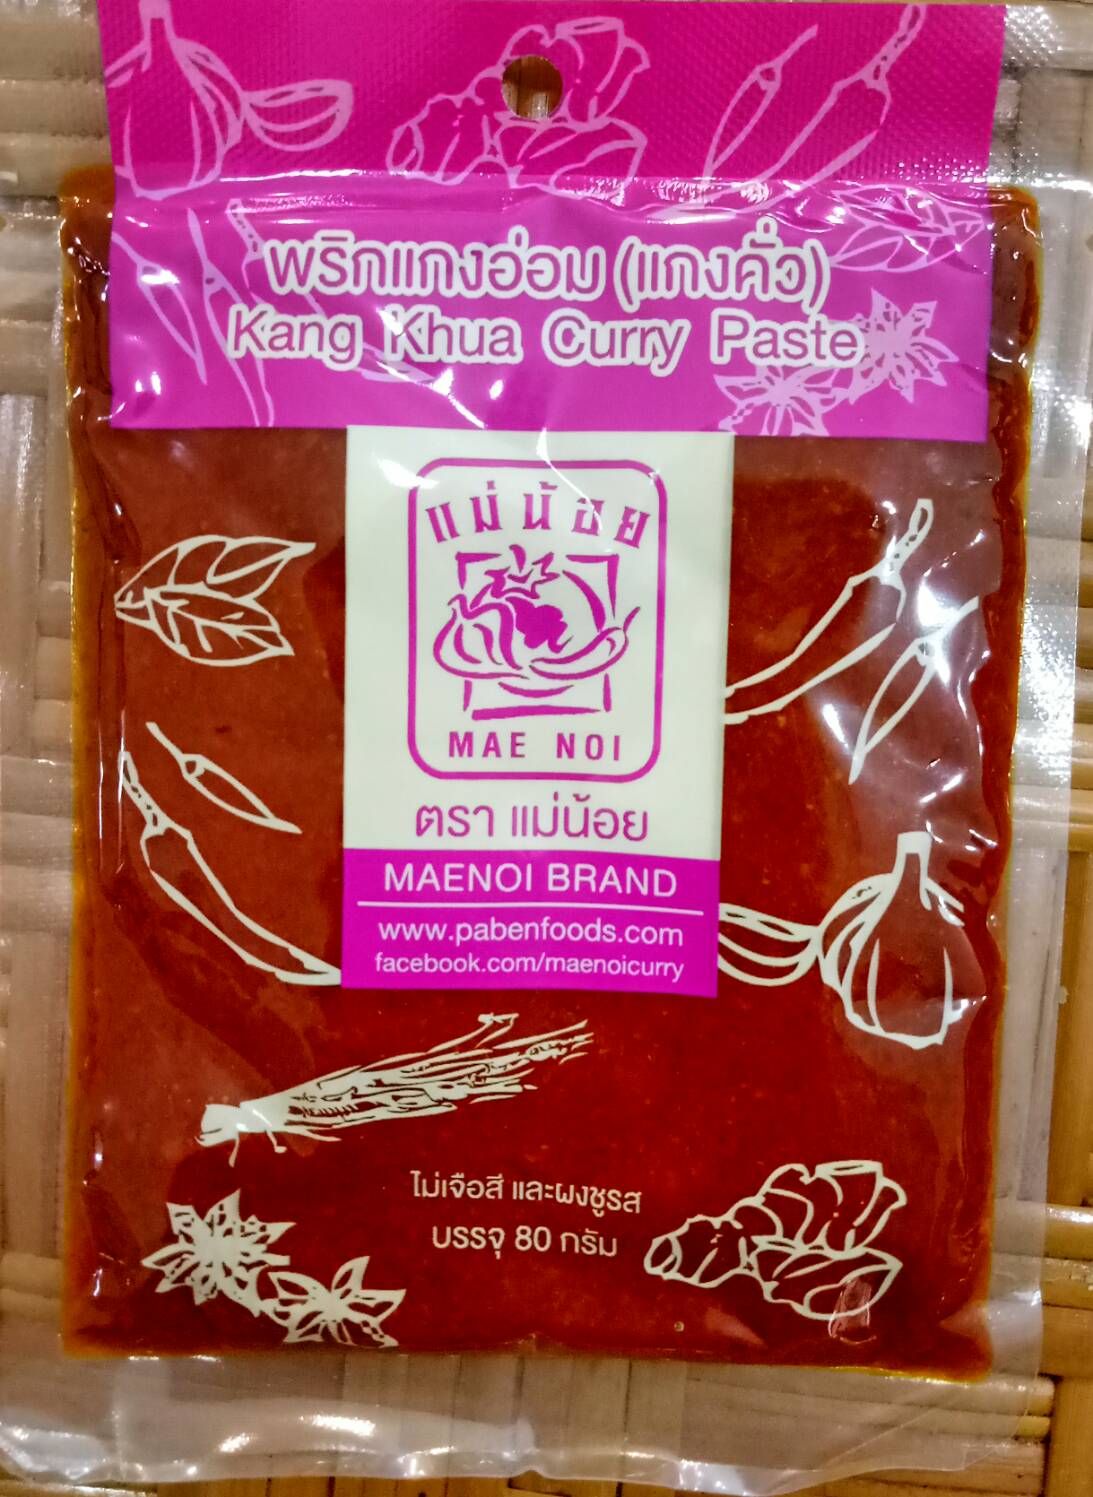 พริกแกงอ่อม (แกงคั่ว)
Kang Khua Curry Paste
แม่น้อย
MAE NOI
ตรา แม่น้อย
MAENOI BRAND
www.pabenfoods.com
facebook.com/maenoicurry
ไม่เจือสี และผงชูรส
บรรจุ 80 กรัม